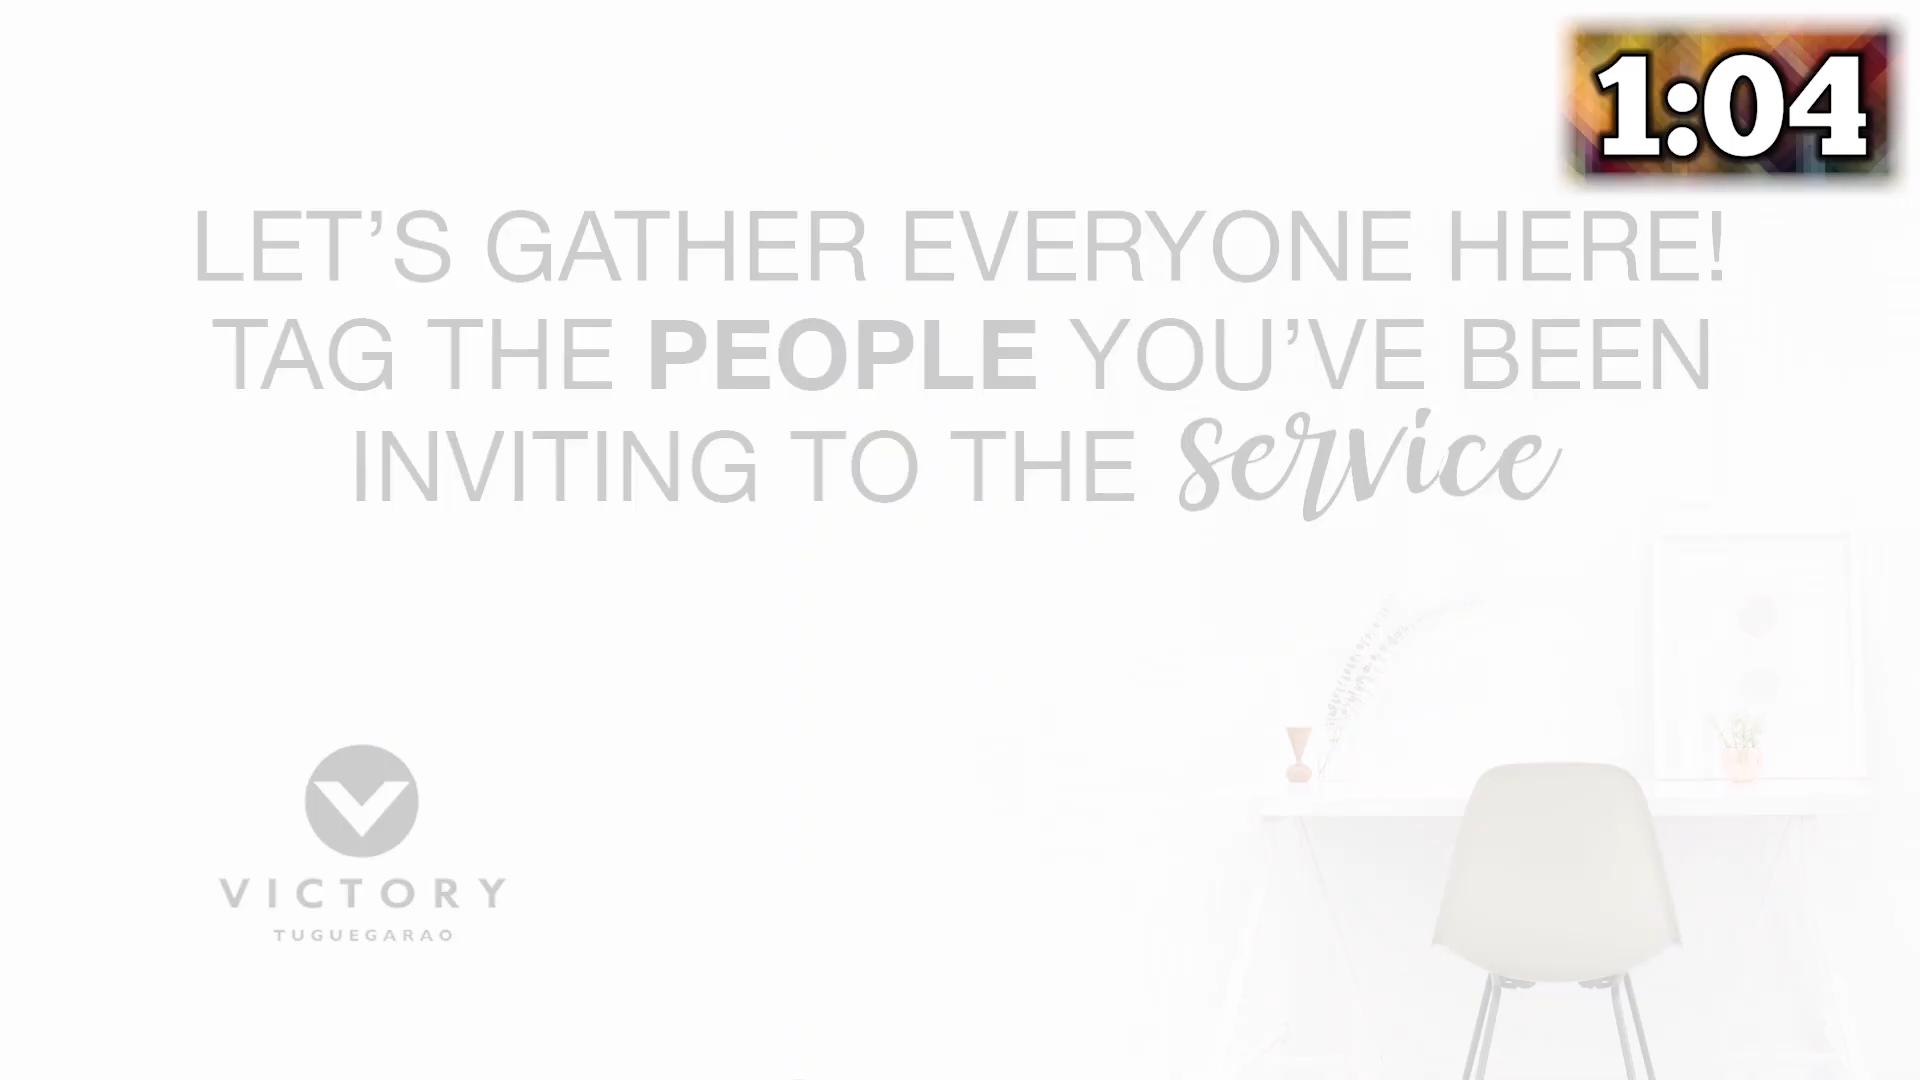 1:04
LET’S GATHER EVERYONE HERE!
TAG THE PEOPLE YOU’VE BEEN
INVITING TO THE service
VICTORY
TUGUEGARAO